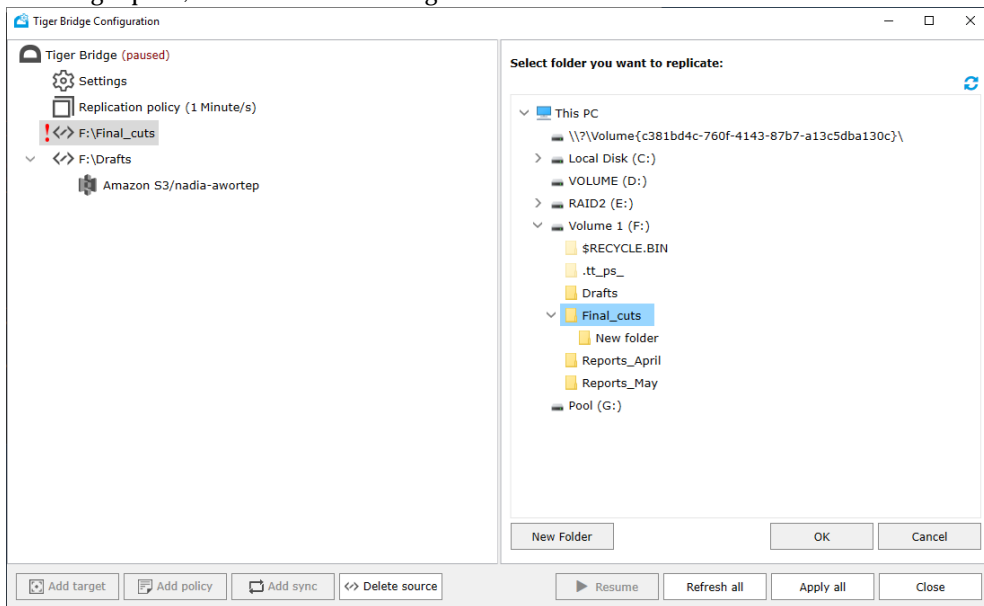 Tiger Bridge Configuration
Tiger Bridge (paused)
Settings
Replication policy (1 Minute/s)
F:\Final_cuts
F:\Drafts
Amazon S3/nadia-awortep
Select folder you want to replicate:
This PC
\\?\Volume{c381bd4c-760f-4143-87b7-a13c5dba130c}\
Local Disk (C:)
VOLUME (D:)
RAID2 (E:)
Volume 1 (F:)
$RECYCLE.BIN
.tt_ps_
Drafts
Final_cuts
New folder
Reports_April
Reports_May
Pool (G:)
New Folder
OK
Cancel
Add target
Add policy
Add sync
Delete source
Resume
Refresh all
Apply all
Close